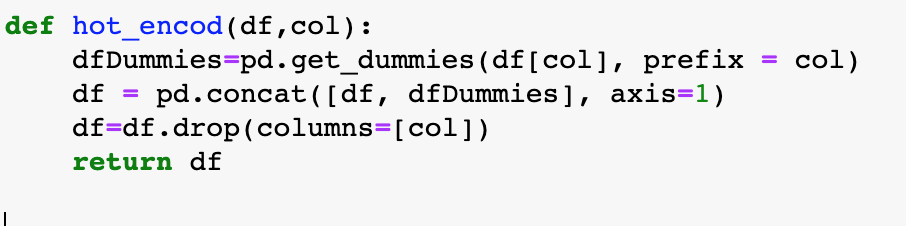 def hot_encod(df,col):
    dfDummies=pd.get_dummies(df[col], prefix = col)
    df = pd.concat([df, dfDummies], axis=1)
    df=df.drop(columns=[col])
    return df